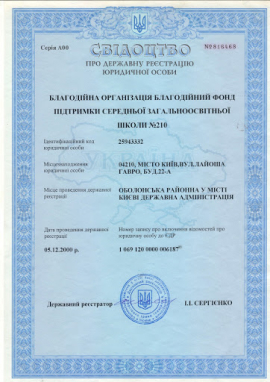 Серія А00
СВІДОЦТВО
ПРО ДЕРЖАВНУ РЕЄСТРАЦІЮ
ЮРИДИЧНОЇ ОСОБИ
БЛАГОДІЙНА ОРГАНІЗАЦІЯ БЛАГОДІЙНИЙ ФОНД
ПІДТРИМКИ СЕРЕДНЬОЇ ЗАГАЛЬНООСВІТНЬОЇ
ШКОЛИ №210
Ідентифікаційний код
юридичної особи
25943332
Місцезнаходження
юридичної особи
04210, МІСТО КИЇВ, ВУЛ. ЛАЙОША
ГАВРО, БУД. 22-А
Місце проведення державної
реєстрації
ОБОЛОНСЬКА РАЙОННА У МІСТІ
КИЄВІ ДЕРЖАВНА АДМІНІСТРАЦІЯ
Дата проведення державної
реєстрації
Номер запису про включення відомостей про
юридичну особу до ЄДР
05.12.2000 р.
1 069 120 0000 006187
Державний реєстратор
І.І. СЕРГІЄНКО